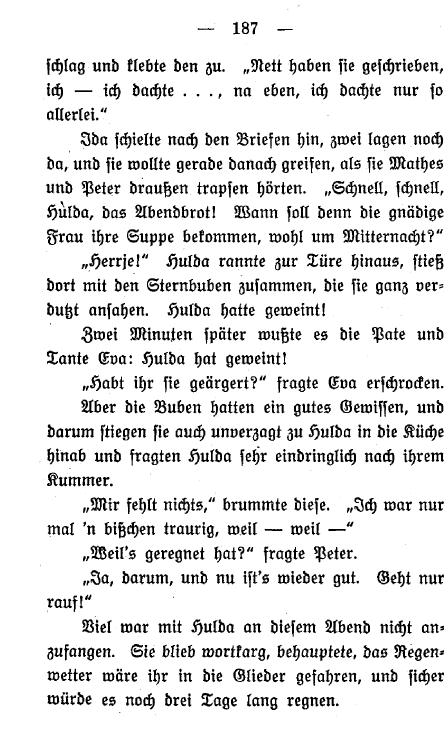 — 187 —
schlag und klebte den zu. „Nett haben sie geschrieben,
ich — ich dachte . . ., na eben, ich dachte nur so
allerlei.“
Ida schielte nach den Briefen hin, zwei lagen noch
da, und sie wollte gerade danach greifen, als sie Mathes
und Peter draußen trapsen hörten. „Schnell, schnell,
Hulda, das Abendbrot! Wann soll denn die gnädige
Frau ihre Suppe bekommen, wohl um Mitternacht?“
„Herrje!“ Hulda rannte zur Türe hinaus, stieß
dort mit den Sternbuben zusammen, die sie ganz ver-
dutzt ansahen. Hulda hatte geweint!
Zwei Minuten später wußte es die Pate und
Tante Eva: Hulda hat geweint!
„Habt ihr sie geärgert?“ fragte Eva erschrocken.
Aber die Buben hatten ein gutes Gewissen, und
darum stiegen sie auch unverzagt zu Hulda in die Küche
hinab und fragten Hulda sehr eindringlich nach ihrem
Kummer.
„Mir fehlt nichts,“ brummte diese. „Ich war nur
mal 'n bißchen traurig, weil — weil —“
„Weil's geregnet hat?“ fragte Peter.
„Ja, darum, und nu ist's wieder gut. Geht nur
rauf!“
Viel war mit Hulda an diesem Abend nicht an-
zufangen. Sie blieb wortkarg, behauptete, das Regen-
wetter wäre ihr in die Glieder gefahren, und sicher
würde es noch drei Tage lang regnen.